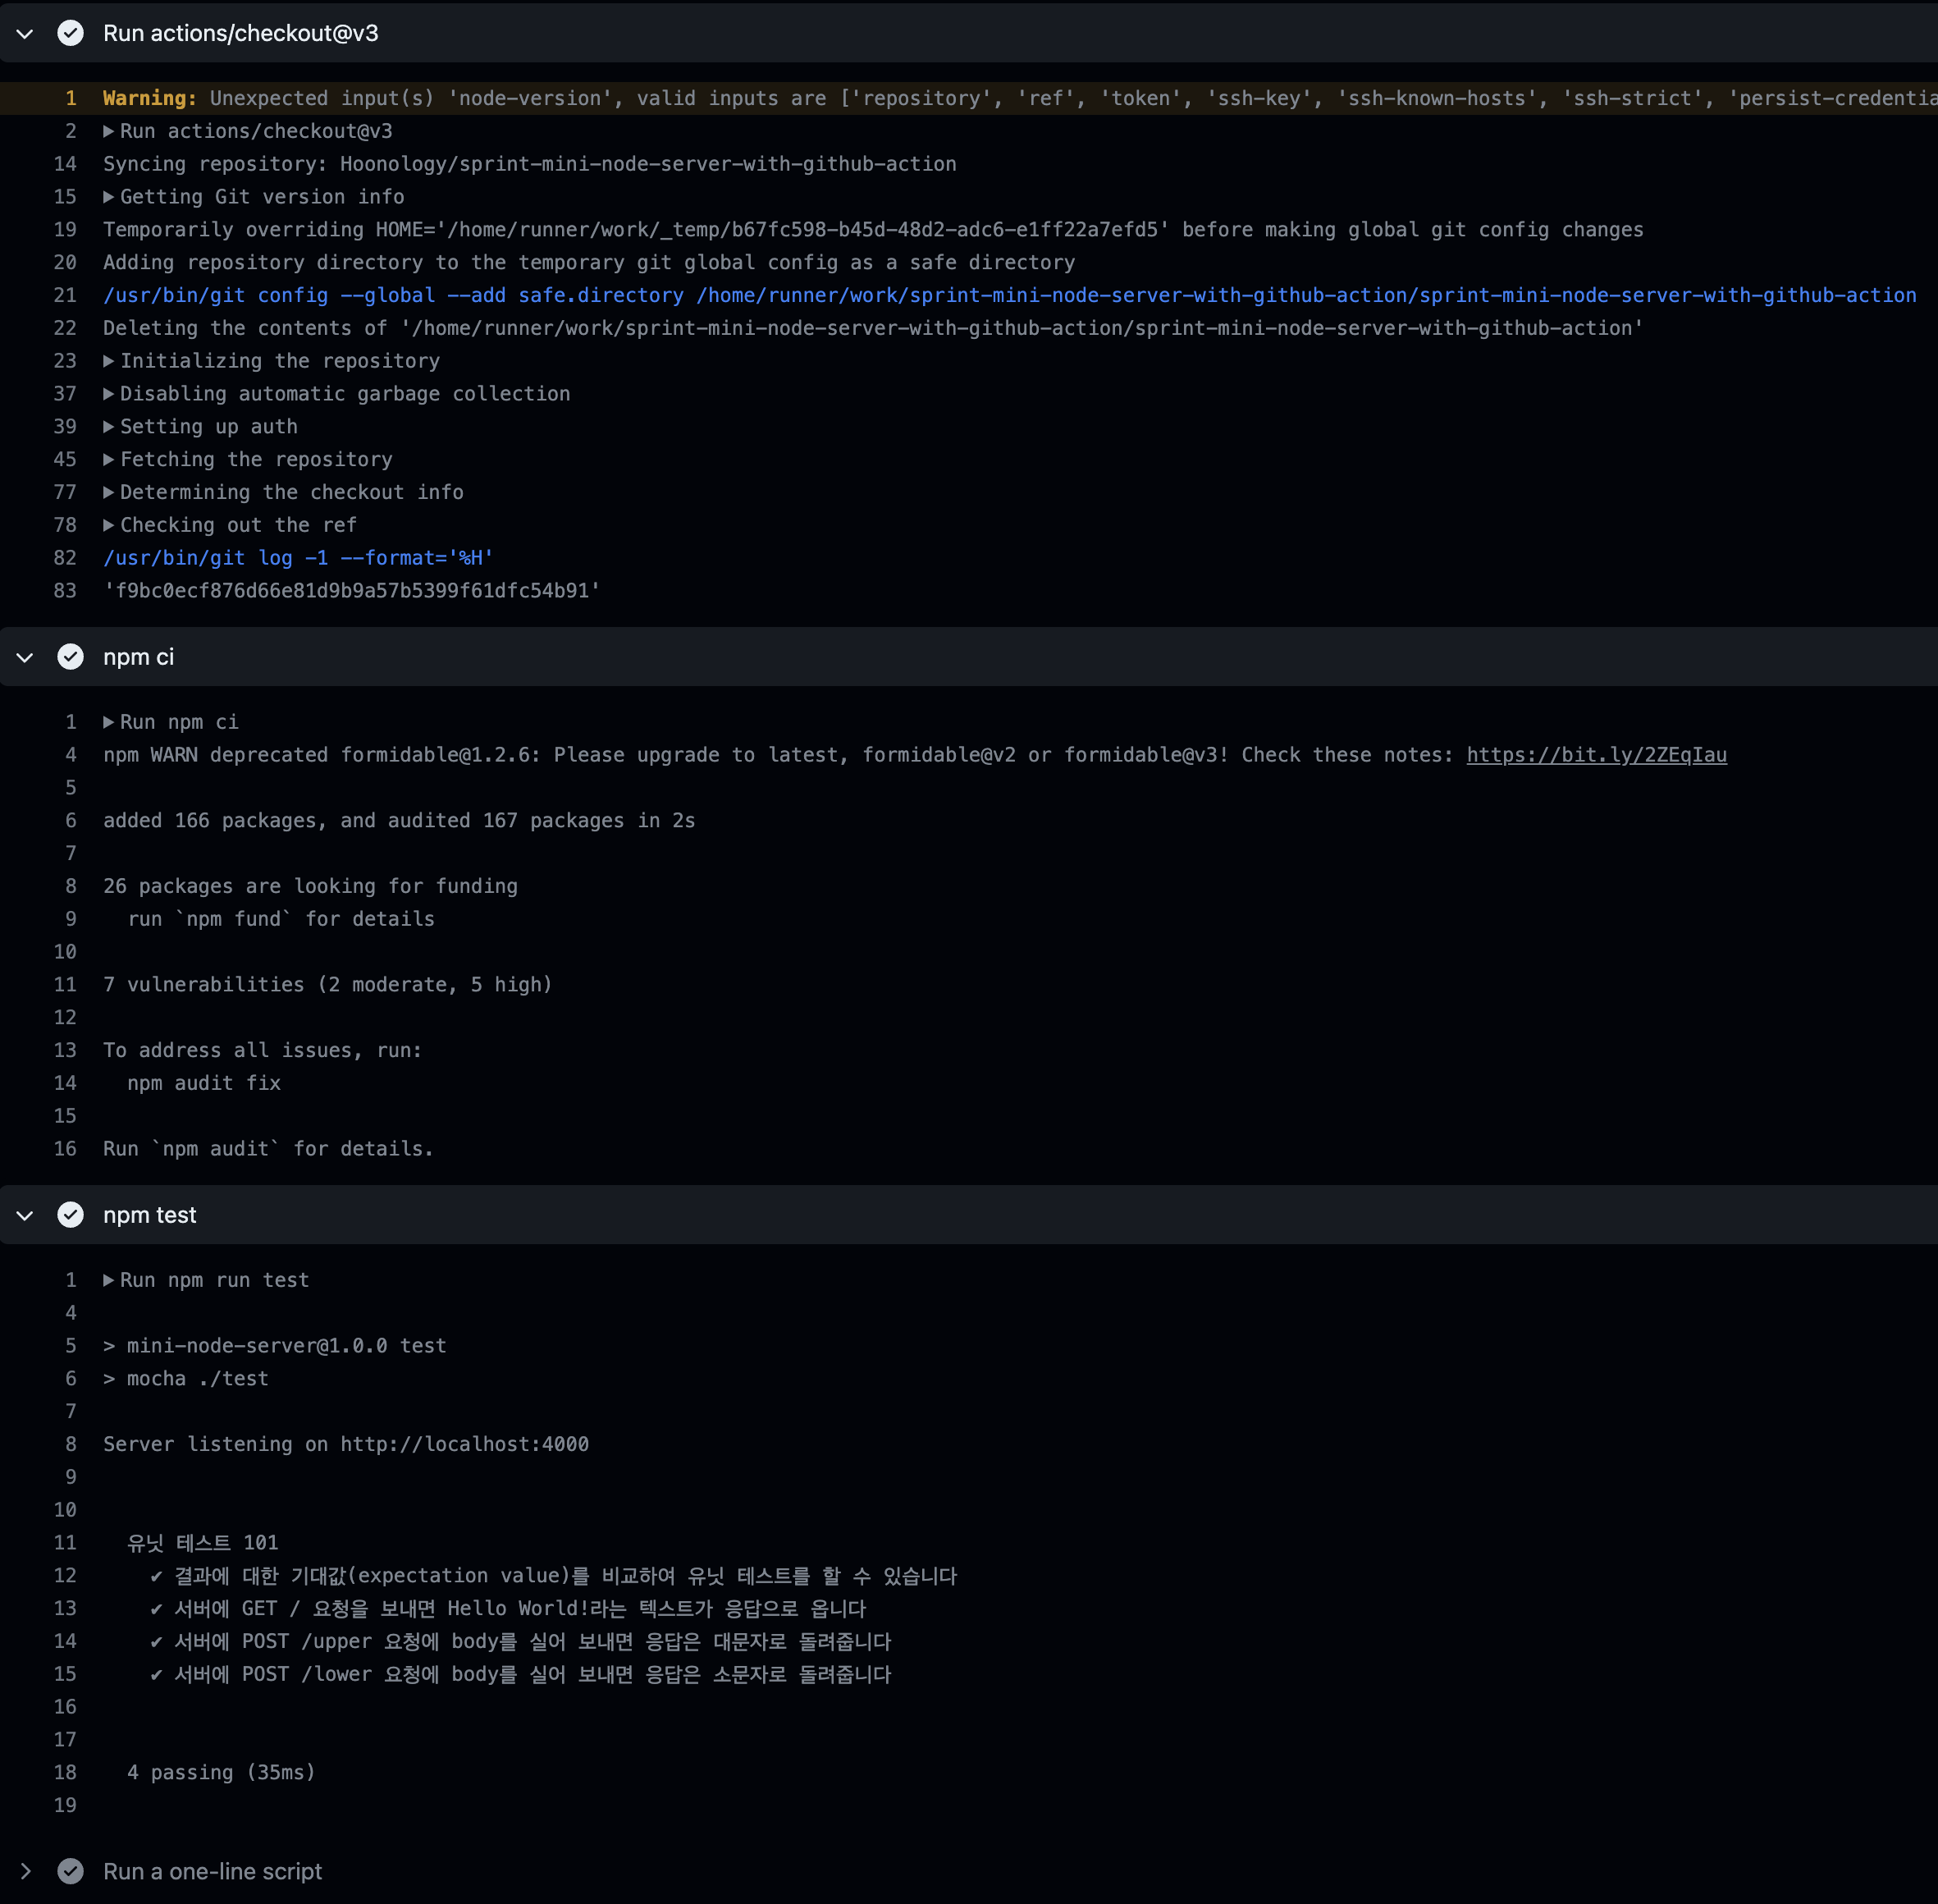 Run actions/checkout@v3
1 Warning: Unexpected input(s) 'node-version', valid inputs are ['repository', 'ref', 'token', 'ssh-key', 'ssh-known-hosts', 'ssh-strict', 'persist-credentia
2 ▶Run actions/checkout@v3
14 Syncing repository: Hoonology/sprint-mini-node-server-with-github-action
15 ▶Getting Git version info
19 Temporarily overriding HOME='/home/runner/work/_temp/b67fc598-b45d-48d2-adc6-e1ff22a7efd5' before making global git config changes
20 Adding repository directory to the temporary git global config as a safe directory
21 /usr/bin/git config --global --add safe.directory /home/runner/work/sprint-mini-node-server-with-github-action/sprint-mini-node-server-with-github-action
22 Deleting the contents of '/home/runner/work/sprint-mini-node-server-with-github-action/sprint-mini-node-server-with-github-action'
23 ▶Initializing the repository
37 ▶Disabling automatic garbage collection
39 ▶Setting up auth
45 ▶Fetching the repository
77 ▶Determining the checkout info
78 ▶Checking out the ref
82 /usr/bin/git log -1 --format='%H'
83 'f9bc0ecf876d66e81d9b9a57b5399f61dfc54b91'
npm ci
1 ▶Run npm ci
4 npm WARN deprecated formidable@1.2.6: Please upgrade to latest, formidable@v2 or formidable@v3! Check these notes: https://bit.ly/2ZEqIau
5
6 added 166 packages, and audited 167 packages in 2s
7
8 26 packages are looking for funding
9 run `npm fund` for details
10
11 7 vulnerabilities (2 moderate, 5 high)
12
13 To address all issues, run:
14 npm audit fix
15
16 Run `npm audit` for details.
npm test
1 ▶Run npm run test
4
5 > mini-node-server@1.0.0 test
6 > mocha ./test
7
8 Server listening on http://localhost:4000
9
10
11 유닛 테스트 101
12 ✔ 결과에 대한 기대값(expectation value)를 비교하여 유닛 테스트를 할 수 있습니다
13 ✔ 서버에 GET / 요청을 보내면 Hello World!라는 텍스트가 응답으로 옵니다
14 ✔ 서버에 POST /upper 요청에 body를 실어 보내면 응답은 대문자로 돌려줍니다
15 ✔ 서버에 POST /lower 요청에 body를 실어 보내면 응답은 소문자로 돌려줍니다
16
17
18 4 passing (35ms)
19
Run a one-line script